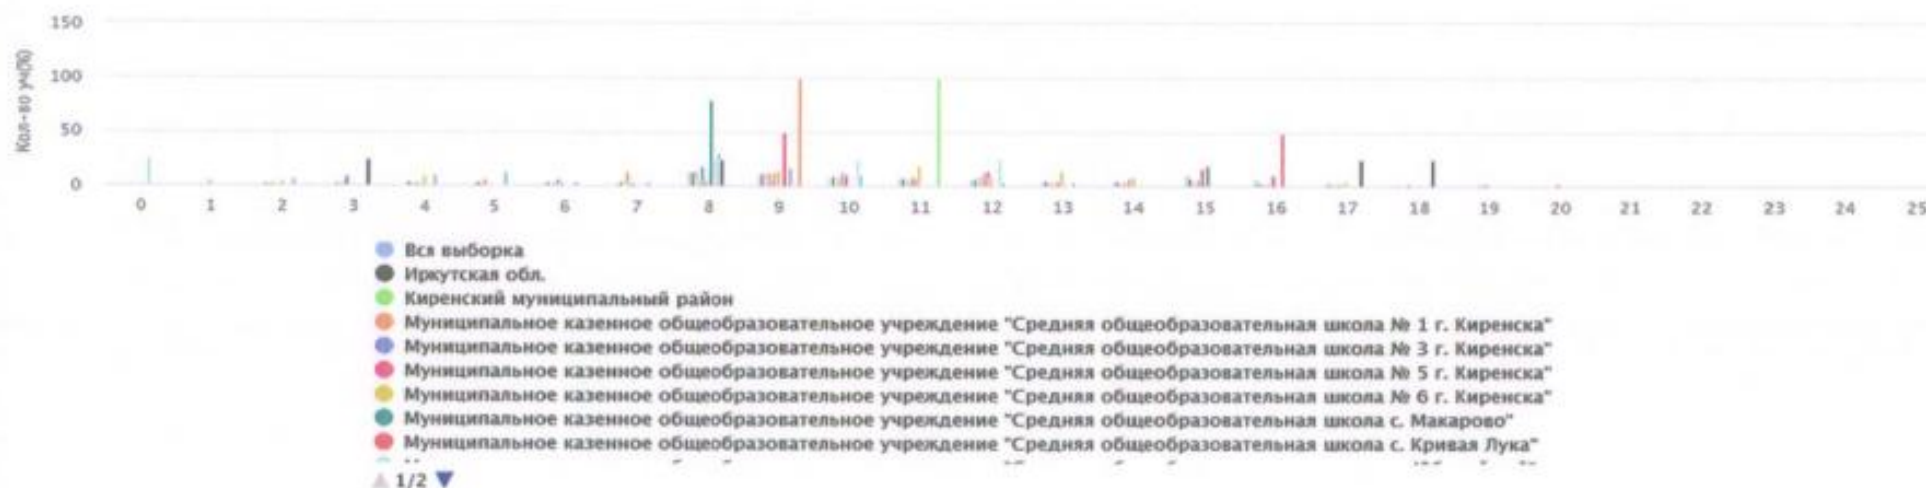 150
Кол-во уч(%)
100
50
0
0 1 2 3 4 5 6 7 8 9 10 11 12 13 14 15 16 17 18 19 20 21 22 23 24 25
Вся выборка
Иркутская обл.
Киренский муниципальный район
Муниципальное казенное общеобразовательное учреждение "Средняя общеобразовательная школа № 1 г. Киренска"
Муниципальное казенное общеобразовательное учреждение "Средняя общеобразовательная школа № 3 г. Киренска"
Муниципальное казенное общеобразовательное учреждение "Средняя общеобразовательная школа № 5 г. Киренска"
Муниципальное казенное общеобразовательное учреждение "Средняя общеобразовательная школа № 6 г. Киренска"
Муниципальное казенное общеобразовательное учреждение "Средняя общеобразовательная школа с. Макарово"
Муниципальное казенное общеобразовательное учреждение "Средняя общеобразовательная школа с. Кривая Лука"
1/2